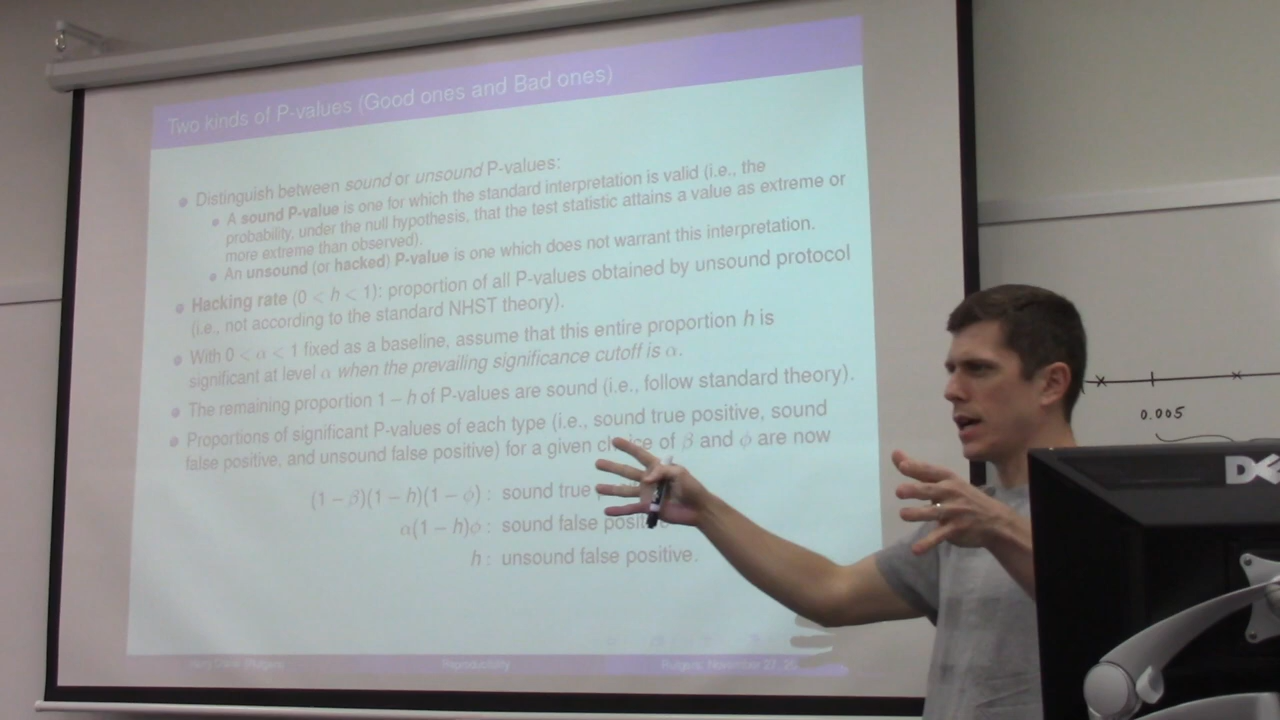 Two kinds of P-values (Good ones and Bad ones)
Distinguish between sound or unsound P-values:
A sound P-value is one for which the standard interpretation is valid (i.e., the
probability, under the null hypothesis, that the test statistic attains a value as extreme or
more extreme than observed).
An unsound (or hacked) P-value is one which does not warrant this interpretation.
Hacking rate (0 < h < 1): proportion of all P-values obtained by unsound protocol
(i.e., not according to the standard NHST theory).
With 0 < α < 1 fixed as a baseline, assume that this entire proportion h is
significant at level α when the prevailing significance cutoff is α.
The remaining proportion 1 − h of P-values are sound (i.e., follow standard theory).
Proportions of significant P-values of each type (i.e., sound true positive, sound
false positive, and unsound false positive) for a given choice of β and ϕ are now
(1 − β)(1 − h)(1 − ϕ) : sound true
α(1 − h)ϕ : sound false positive
h : unsound false positive.
(Rutgers) Reproducibility Rutgers, November 27,
0.005
DELL